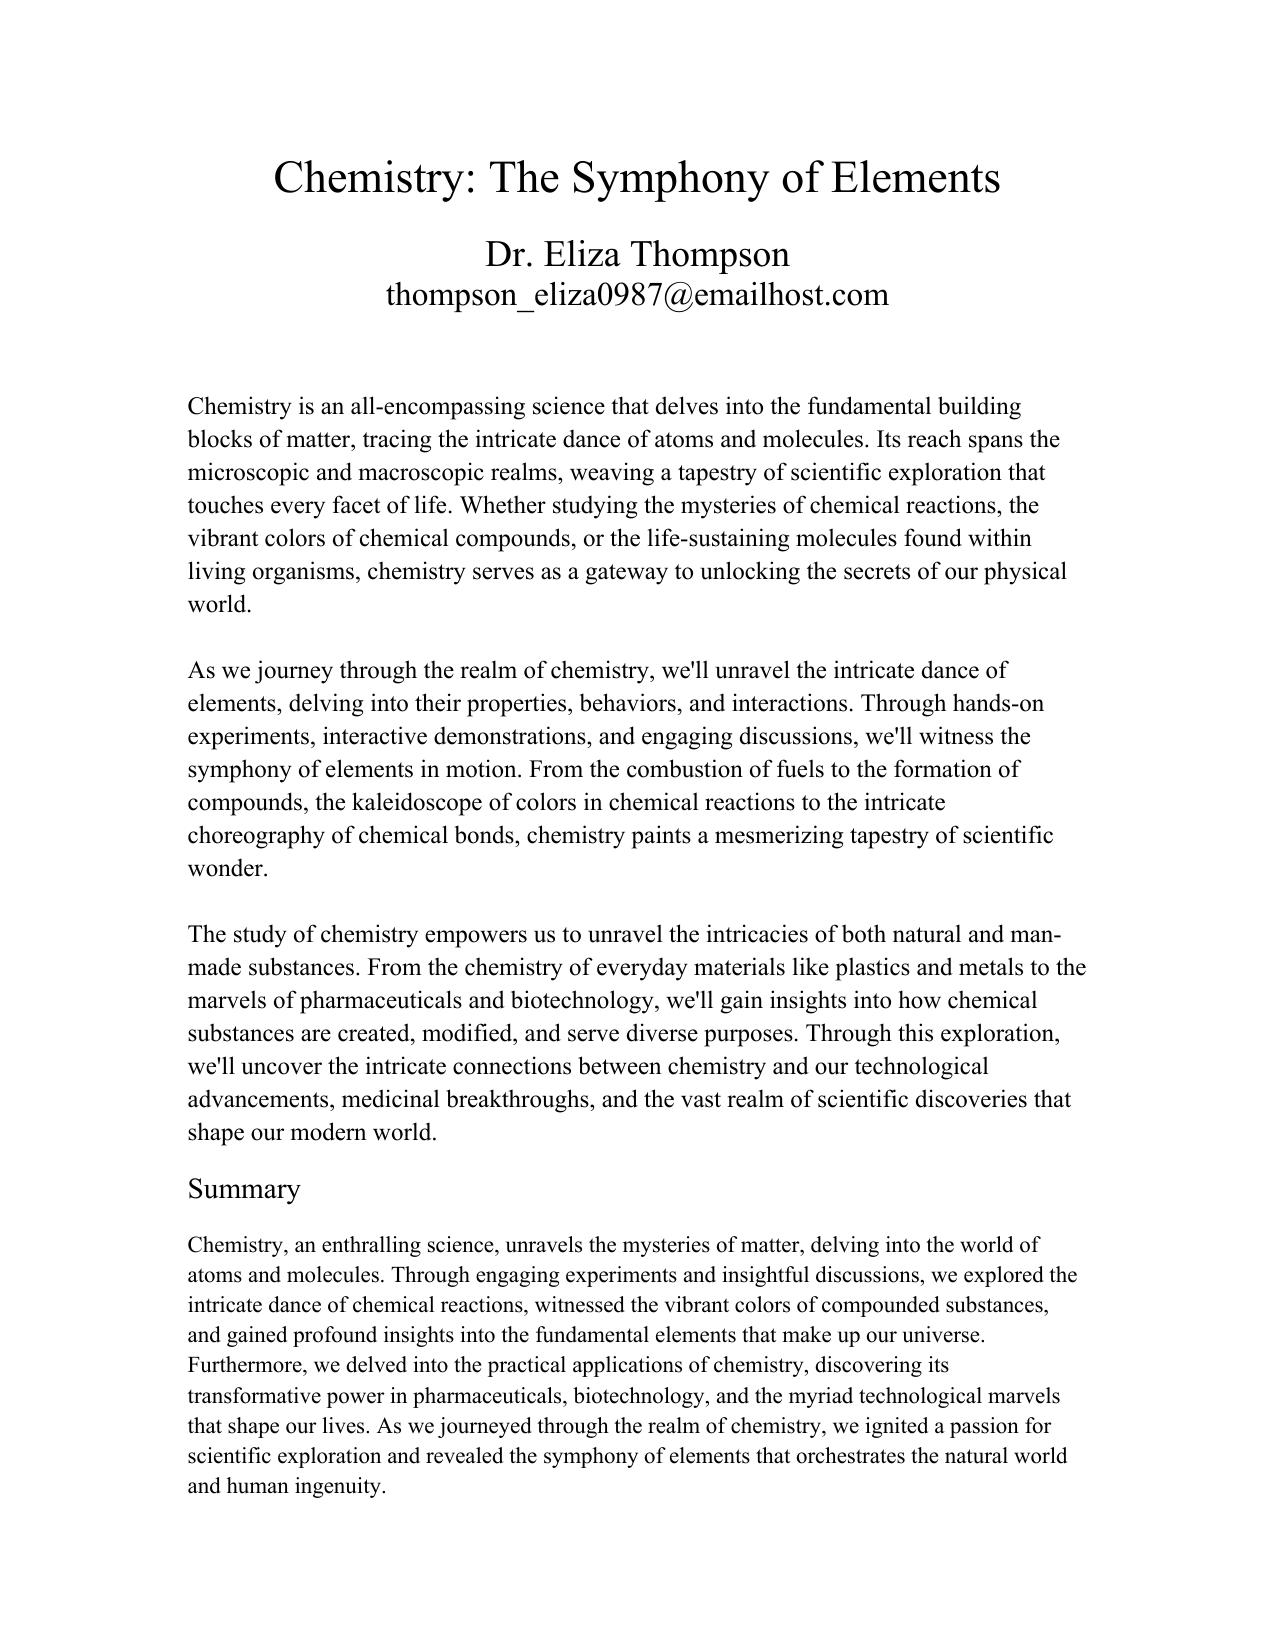 Chemistry: The Symphony of Elements
Dr. Eliza Thompson
thompson_eliza0987@emailhost.com
Chemistry is an all-encompassing science that delves into the fundamental building
blocks of matter, tracing the intricate dance of atoms and molecules. Its reach spans the
microscopic and macroscopic realms, weaving a tapestry of scientific exploration that
touches every facet of life. Whether studying the mysteries of chemical reactions, the
vibrant colors of chemical compounds, or the life-sustaining molecules found within
living organisms, chemistry serves as a gateway to unlocking the secrets of our physical
world.
As we journey through the realm of chemistry, we'll unravel the intricate dance of
elements, delving into their properties, behaviors, and interactions. Through hands-on
experiments, interactive demonstrations, and engaging discussions, we'll witness the
symphony of elements in motion. From the combustion of fuels to the formation of
compounds, the kaleidoscope of colors in chemical reactions to the intricate
choreography of chemical bonds, chemistry paints a mesmerizing tapestry of scientific
wonder.
The study of chemistry empowers us to unravel the intricacies of both natural and man-
made substances. From the chemistry of everyday materials like plastics and metals to the
marvels of pharmaceuticals and biotechnology, we'll gain insights into how chemical
substances are created, modified, and serve diverse purposes. Through this exploration,
we'll uncover the intricate connections between chemistry and our technological
advancements, medicinal breakthroughs, and the vast realm of scientific discoveries that
shape our modern world.
Summary
Chemistry, an enthralling science, unravels the mysteries of matter, delving into the world of
atoms and molecules. Through engaging experiments and insightful discussions, we explored the
intricate dance of chemical reactions, witnessed the vibrant colors of compounded substances,
and gained profound insights into the fundamental elements that make up our universe.
Furthermore, we delved into the practical applications of chemistry, discovering its
transformative power in pharmaceuticals, biotechnology, and the myriad technological marvels
that shape our lives. As we journeyed through the realm of chemistry, we ignited a passion for
scientific exploration and revealed the symphony of elements that orchestrates the natural world
and human ingenuity.